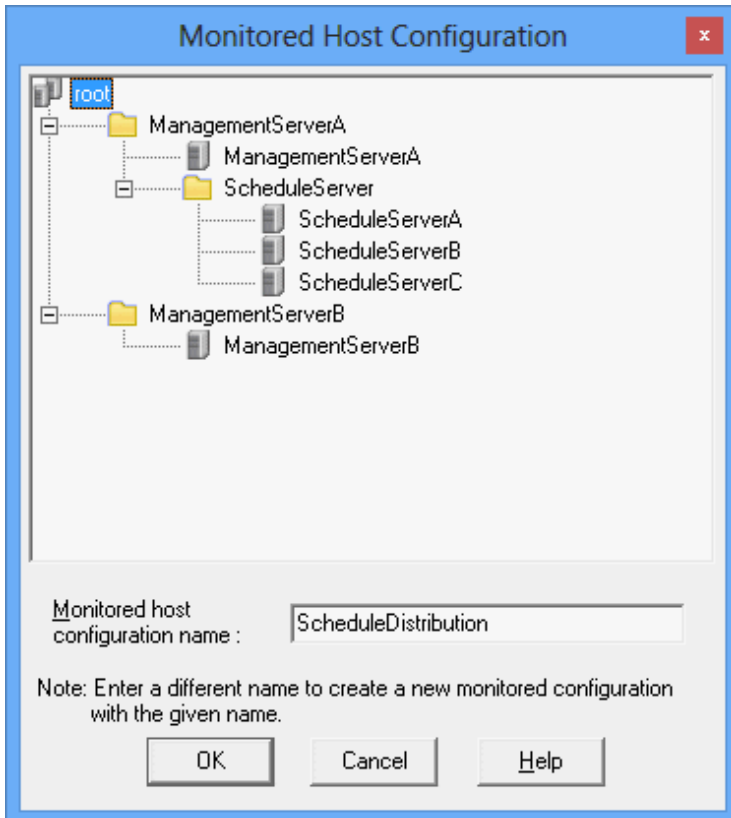 Monitored Host Configuration
x
root
ManagementServerA
ManagementServerA
ScheduleServer
ScheduleServerA
ScheduleServerB
ScheduleServerC
ManagementServerB
ManagementServerB
Monitored host
configuration name :
ScheduleDistribution
Note: Enter a different name to create a new monitored configuration
with the given name.
OK
Cancel
Help